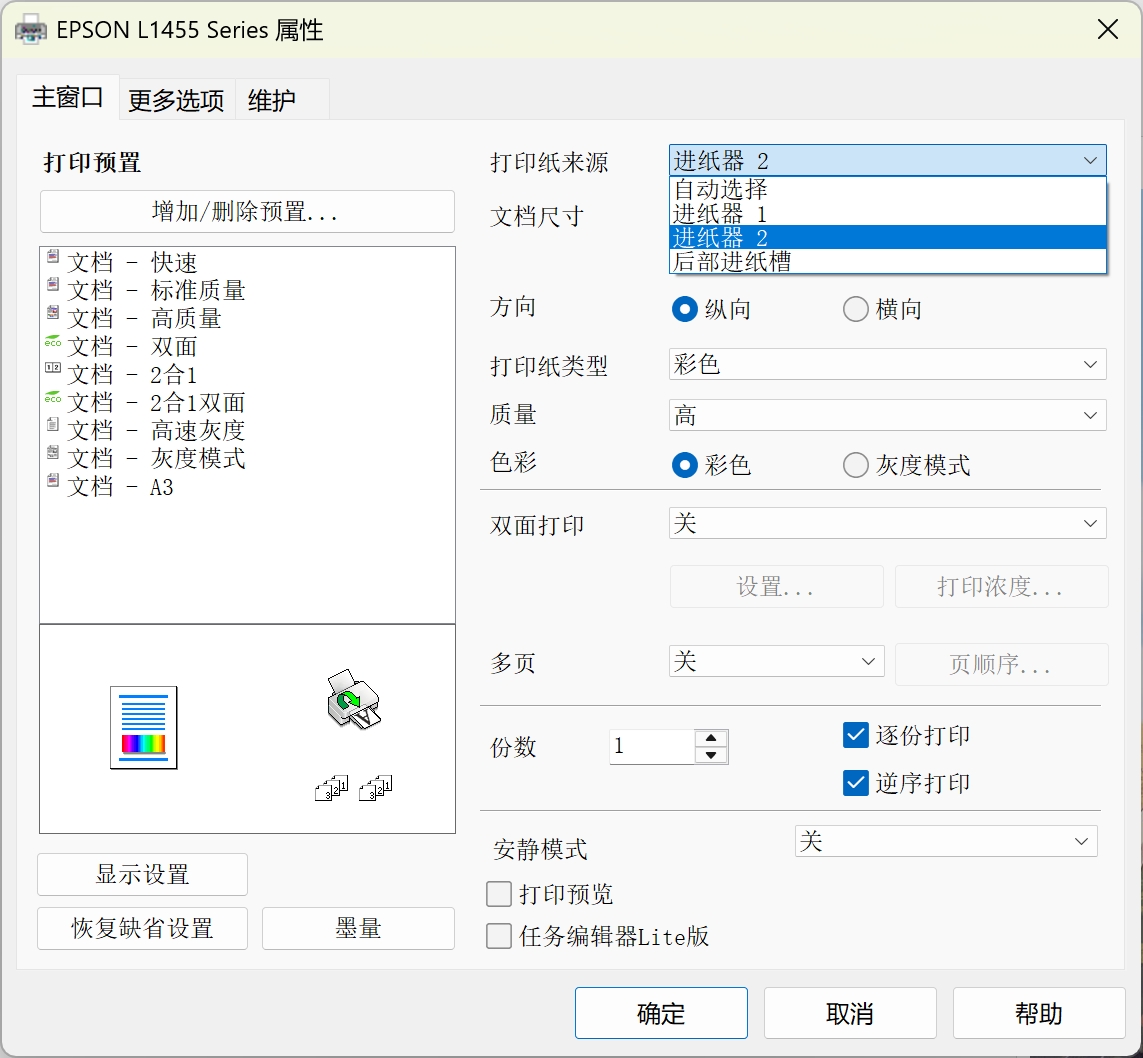 EPSON L1455 Series 属性
主窗口
更多选项
维护
打印预置
增加/删除预置...
文档 - 快速
文档 - 标准质量
文档 - 高质量
文档 - 双面
文档 - 2合1
文档 - 2合1双面
文档 - 高速灰度
文档 - 灰度模式
文档 - A3
显示设置
恢复缺省设置
墨量
打印纸来源
进纸器 2
自动选择
进纸器 1
进纸器 2
后部进纸槽
文档尺寸
方向
纵向
横向
打印纸类型
彩色
质量
高
色彩
彩色
灰度模式
双面打印
关
设置...
打印浓度...
多页
关
页顺序...
份数
1
逐份打印
逆序打印
安静模式
关
打印预览
任务编辑器Lite版
确定
取消
帮助